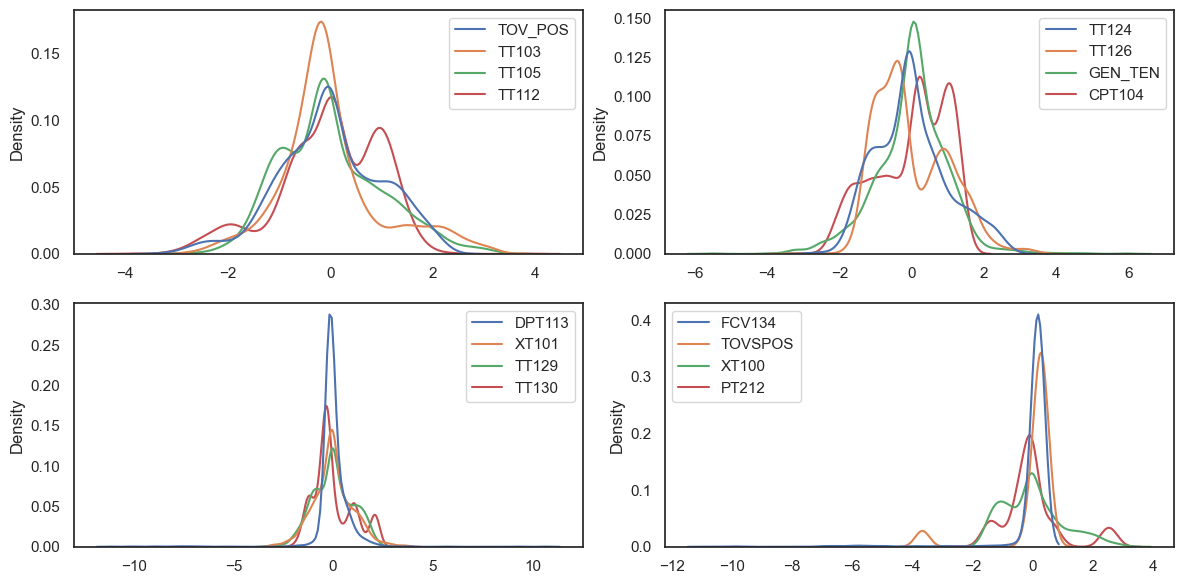 Density
0.15
0.10
0.05
0.00
−4
−2
0
2
4
TOV_POS
TT103
TT105
TT112
Density
0.150
0.125
0.100
0.075
0.050
0.025
0.000
−6
−4
−2
0
2
4
6
TT124
TT126
GEN_TEN
CPT104
Density
0.30
0.25
0.20
0.15
0.10
0.05
0.00
−10
−5
0
5
10
DPT113
XT101
TT129
TT130
Density
0.4
0.3
0.2
0.1
0.0
−12
−10
−8
−6
−4
−2
0
2
4
FCV134
TOVSPOS
XT100
PT212